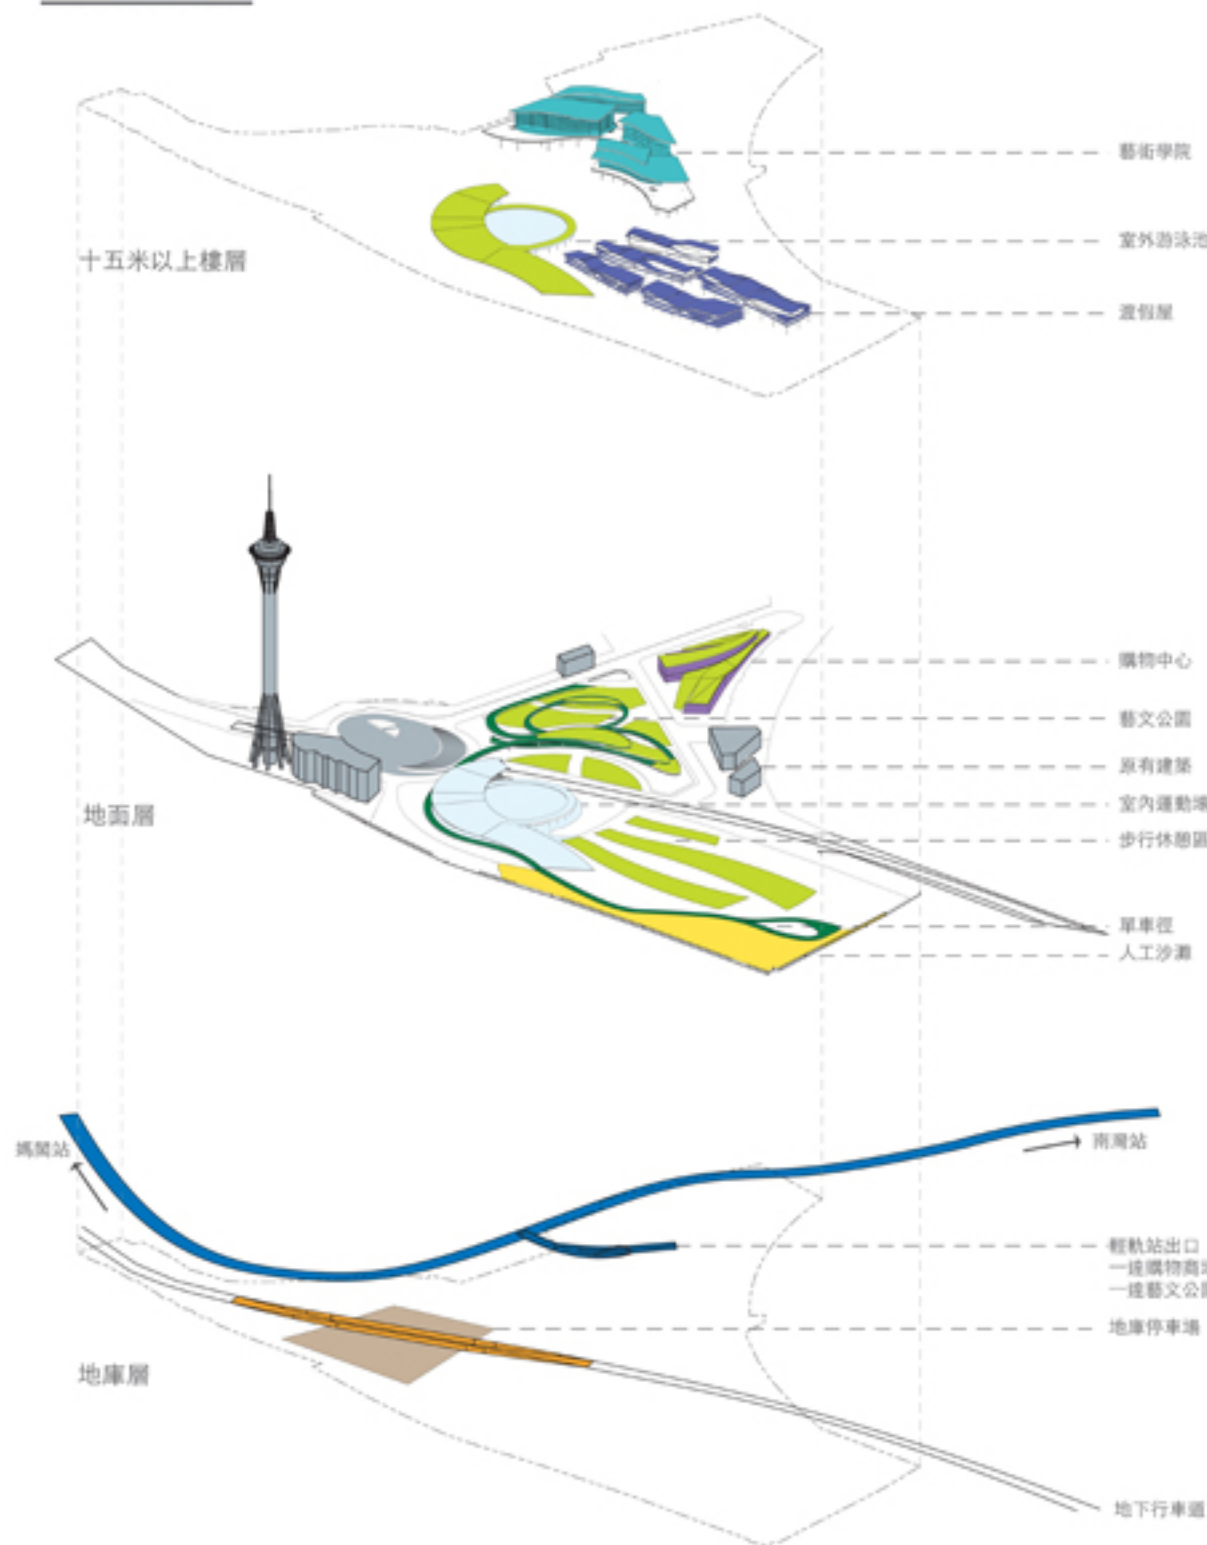 藝術學院
室外游泳池
渡假屋
十五米以上樓層
購物中心
藝文公園
原有建築
室內運動場
步行休憩區
單車徑
人工沙灘
地面層
媽閣站
南灣站
輕軌站出口
一達購物商
一達藝文公園
地庫停車場
地庫層
地下行車道